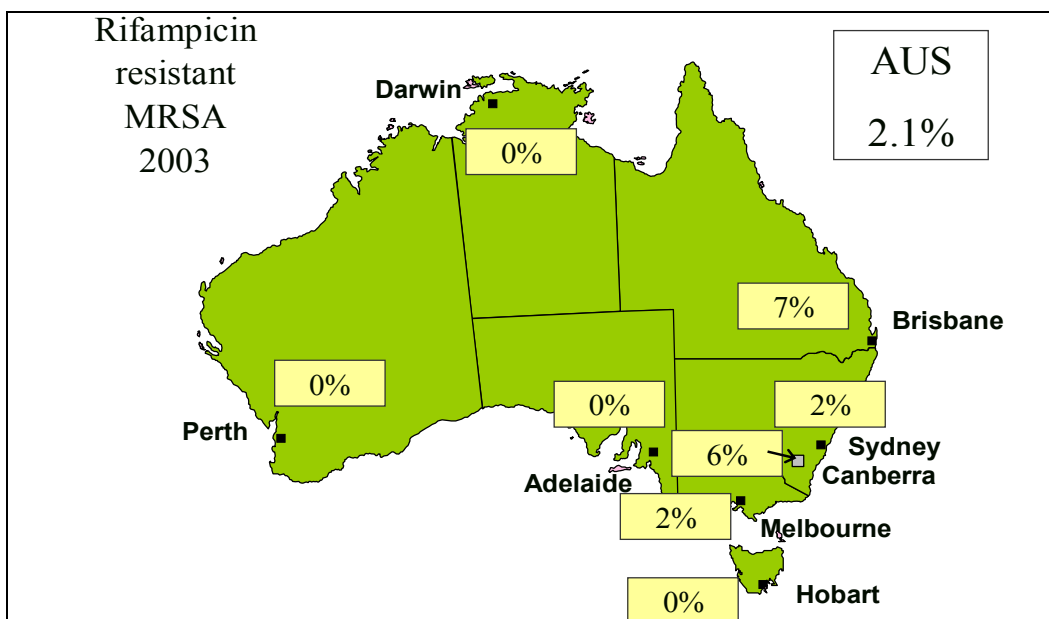 Rifampicin
resistant
MRSA
2003
AUS
2.1%
Darwin
0%
7%
Brisbane
0%
0%
2%
Perth
Sydney
6%
Canberra
Adelaide
2%
Melbourne
Hobart
0%